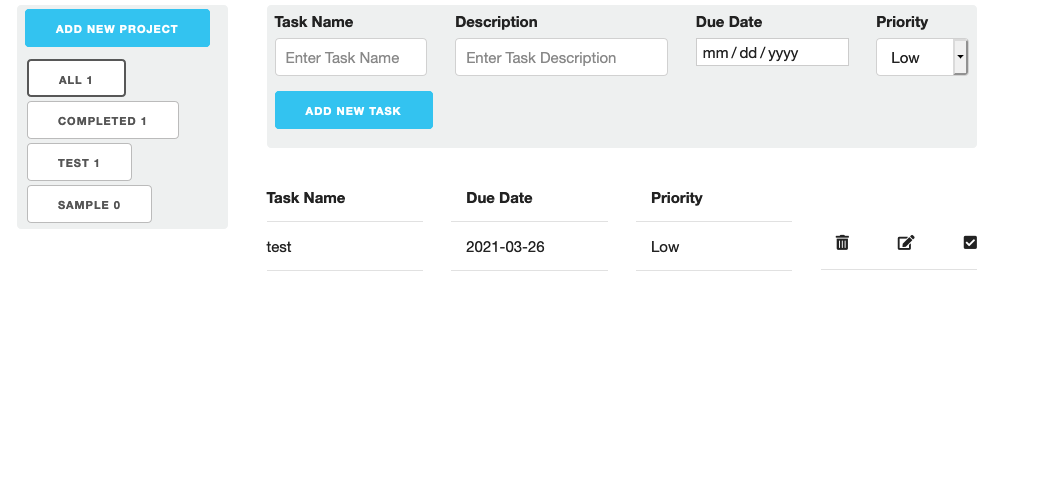 ADD NEW PROJECT
ALL 1
COMPLETED 1
TEST 1
SAMPLE 0
Task Name Description Due Date Priority
Enter Task Name Enter Task Description mm / dd / yyyy Low
ADD NEW TASK
Task Name Due Date Priority
test 2021-03-26 Low